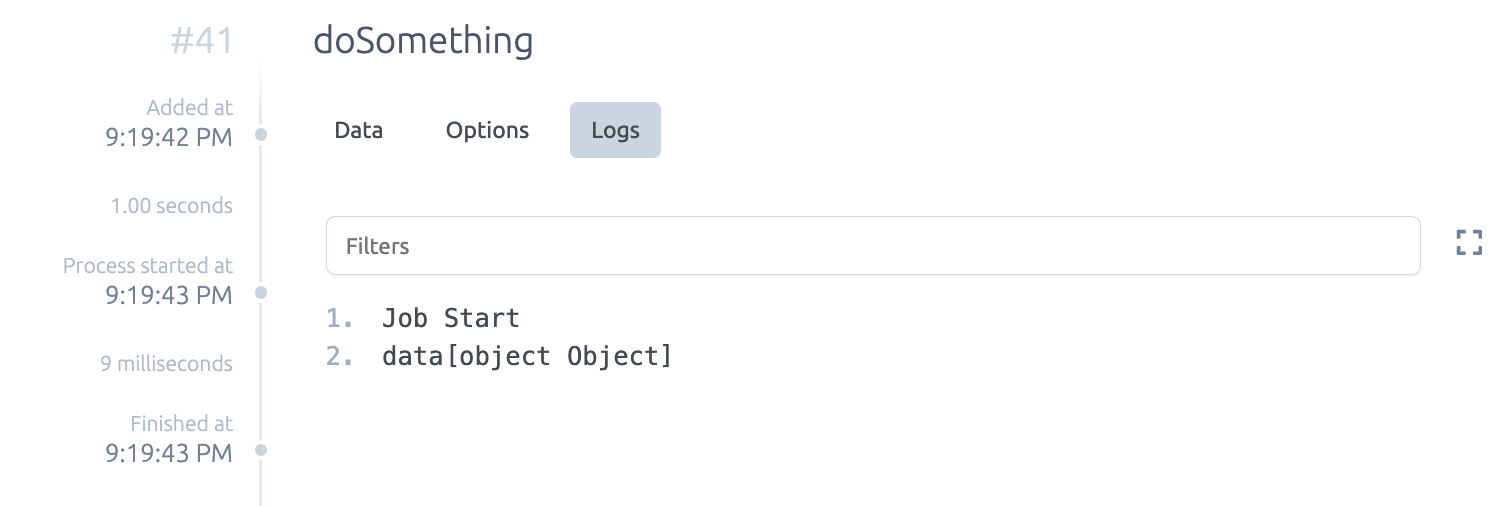 #41
doSomething
Added at
9:19:42 PM
1.00 seconds
Process started at
9:19:43 PM
9 milliseconds
Finished at
9:19:43 PM
Data Options Logs
Filters
1. Job Start
2. data[object Object]